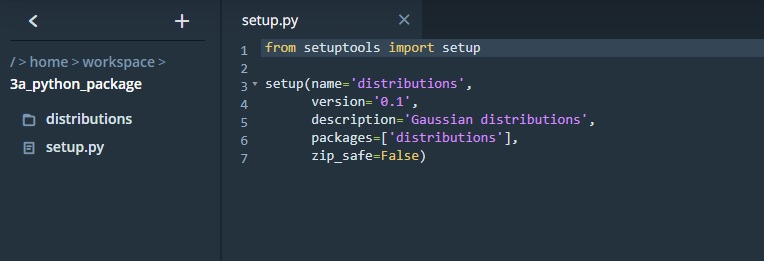 / > home > workspace >
3a_python_package
distributions
setup.py
setup.py
1 from setuptools import setup
2
3 setup(name='distributions',
4       version='0.1',
5       description='Gaussian distributions',
6       packages=['distributions'],
7       zip_safe=False)